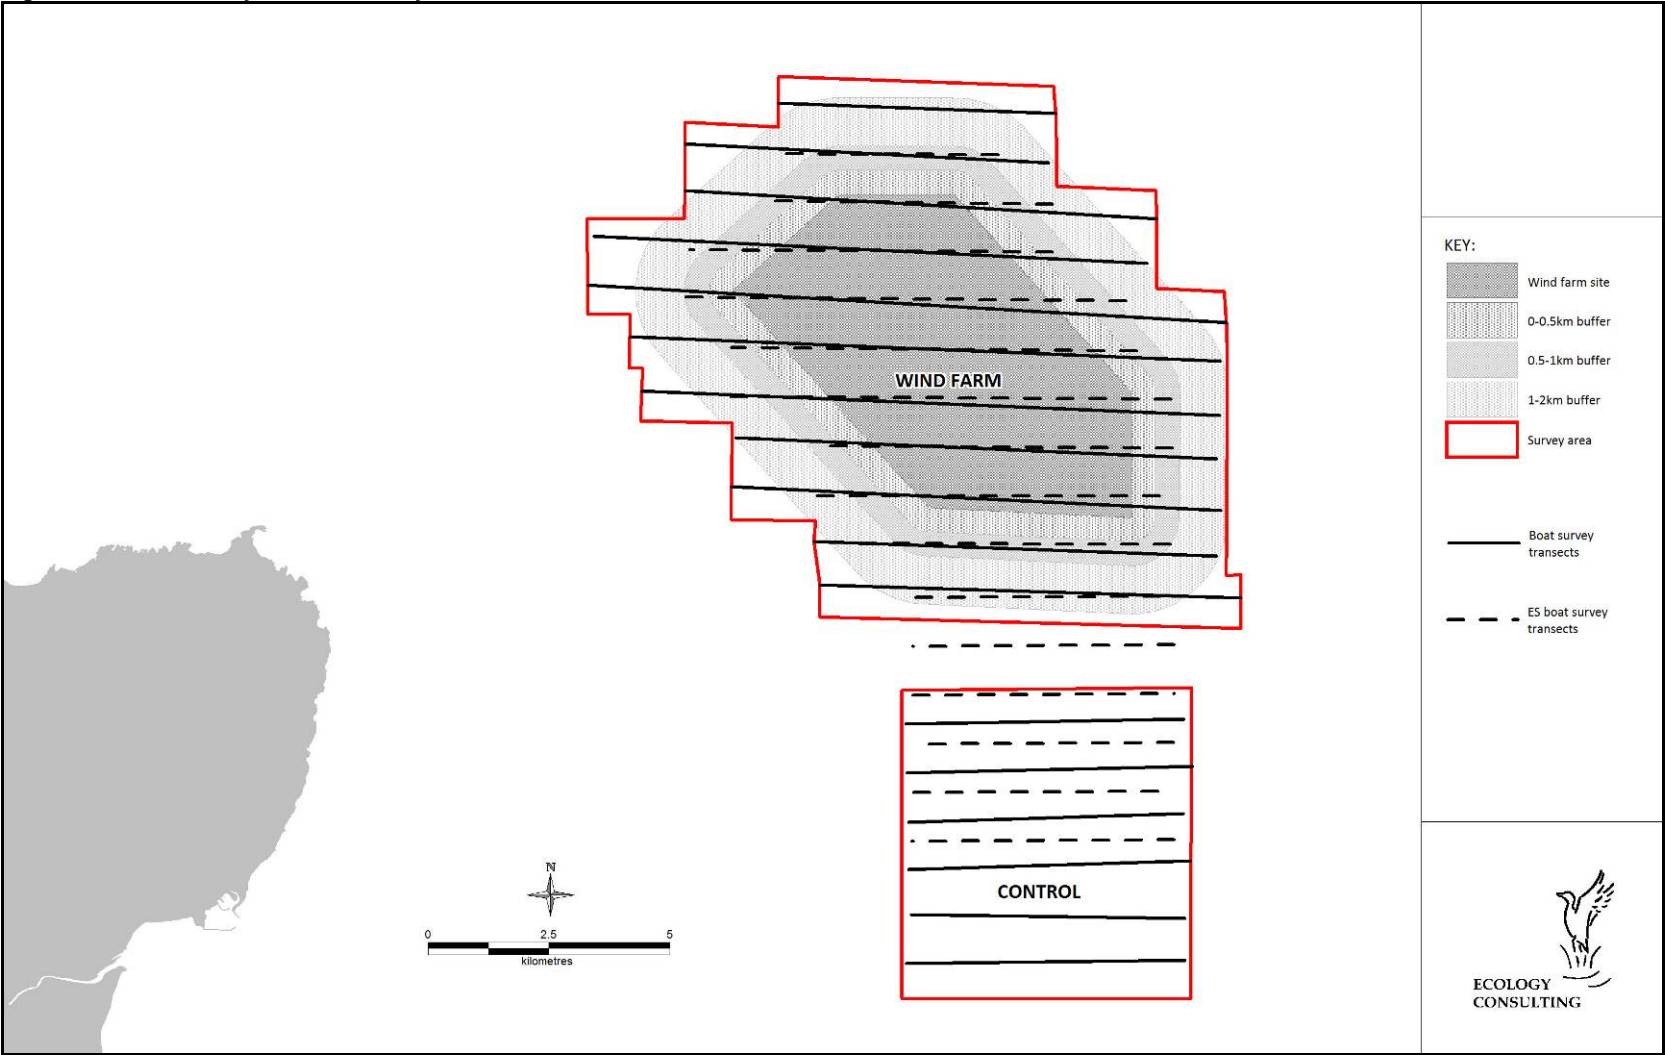 WIND FARM
CONTROL
N
0 2.5 5
kilometres
KEY:
Wind farm site
0-0.5km buffer
0.5-1km buffer
1-2km buffer
Survey area
Boat survey
transects
ES boat survey
transects
ECOLOGY
CONSULTING